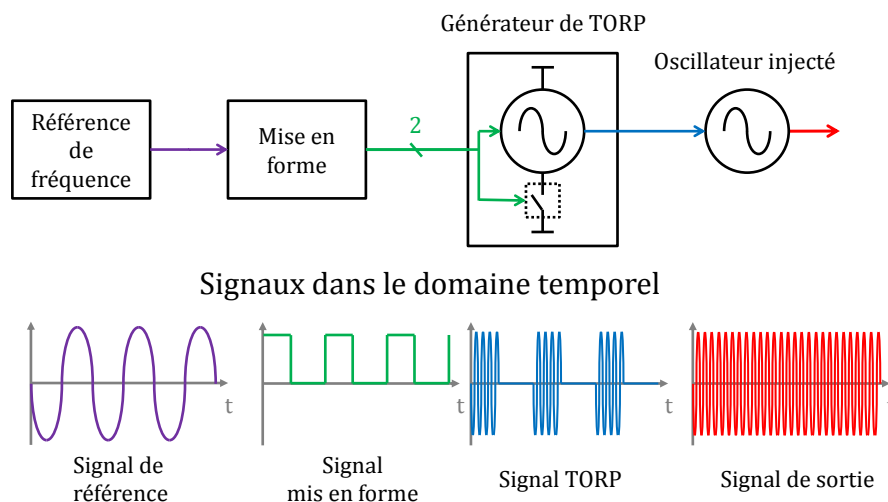 Générateur de TORP
Oscillateur injecté
Référence
de
fréquence
Mise en
forme
2
Signaux dans le domaine temporel
t
t
t
t
Signal de
référence
Signal
mis en forme
Signal TORP
Signal de sortie